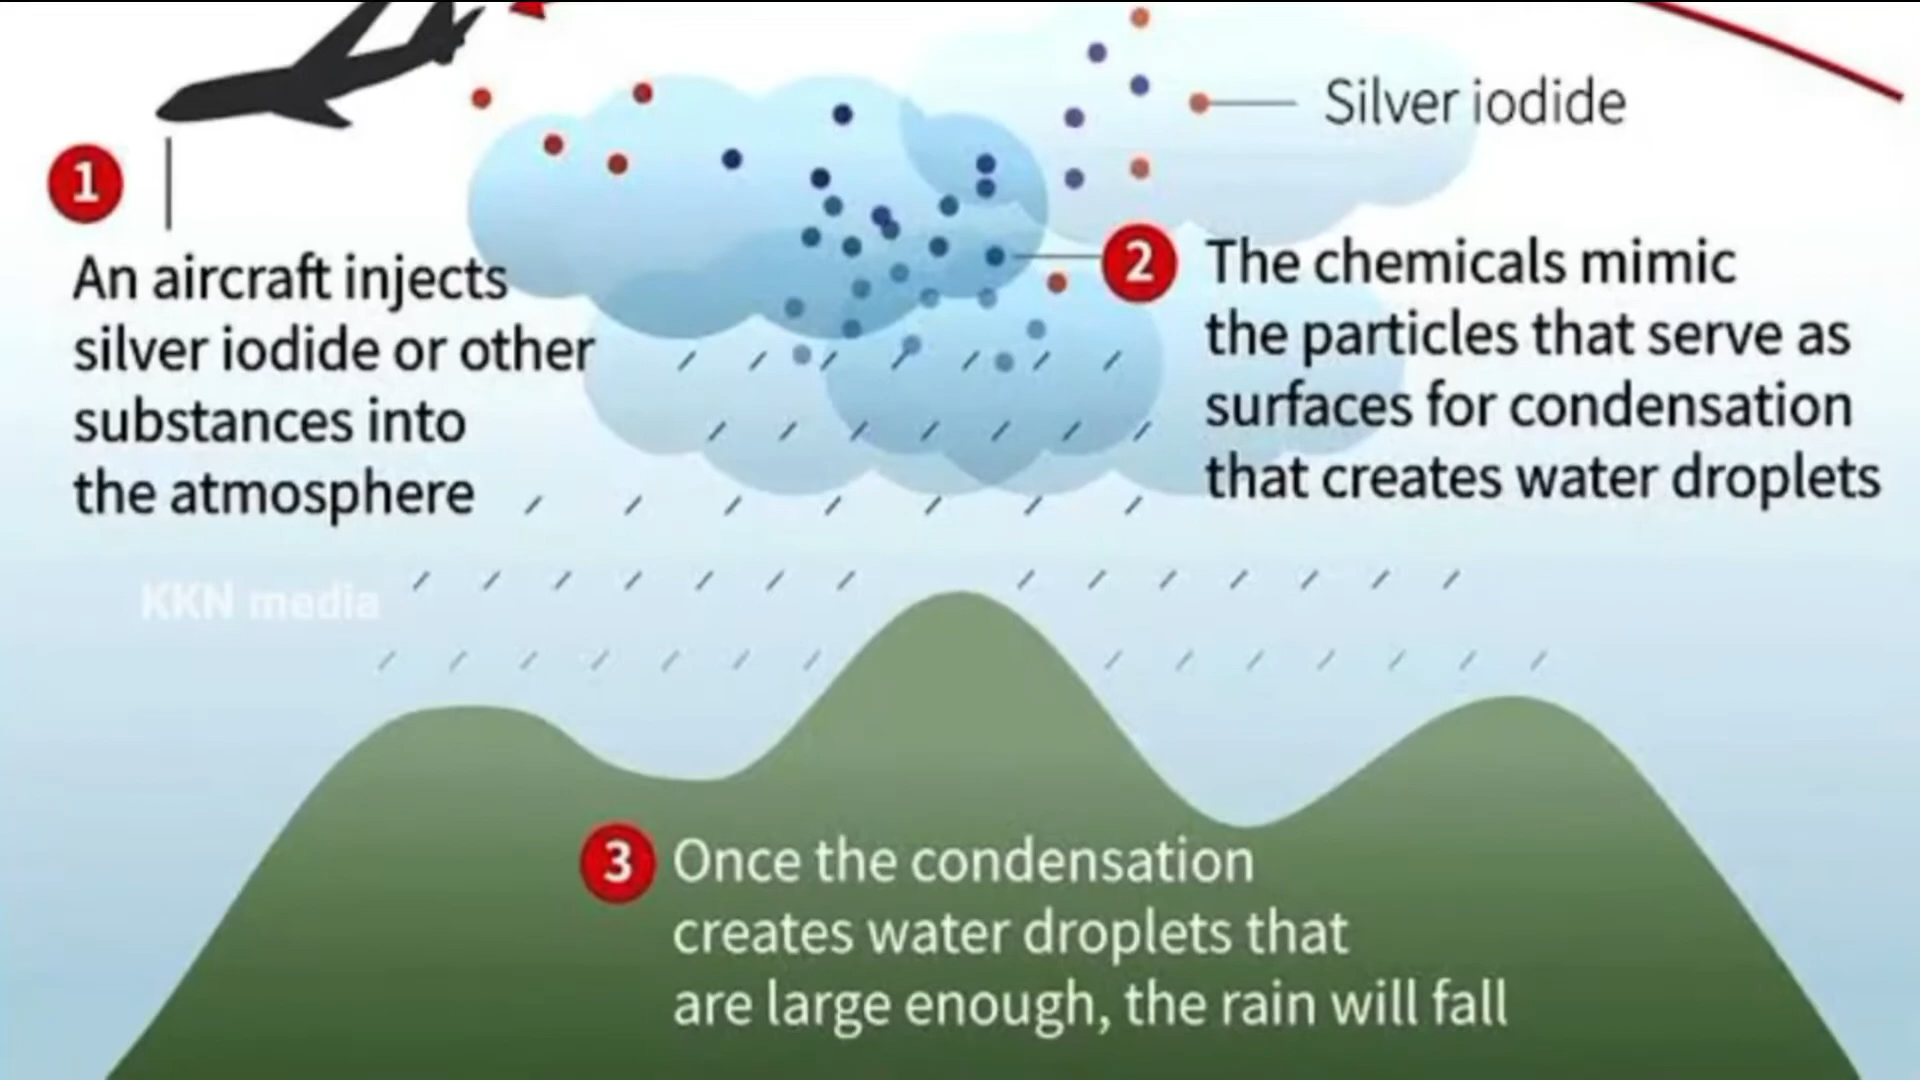 Silver iodide
1
An aircraft injects
silver iodide or other
substances into
the atmosphere
2
The chemicals mimic
the particles that serve as
surfaces for condensation
that creates water droplets
KKN media
3
Once the condensation
creates water droplets that
are large enough, the rain will fall